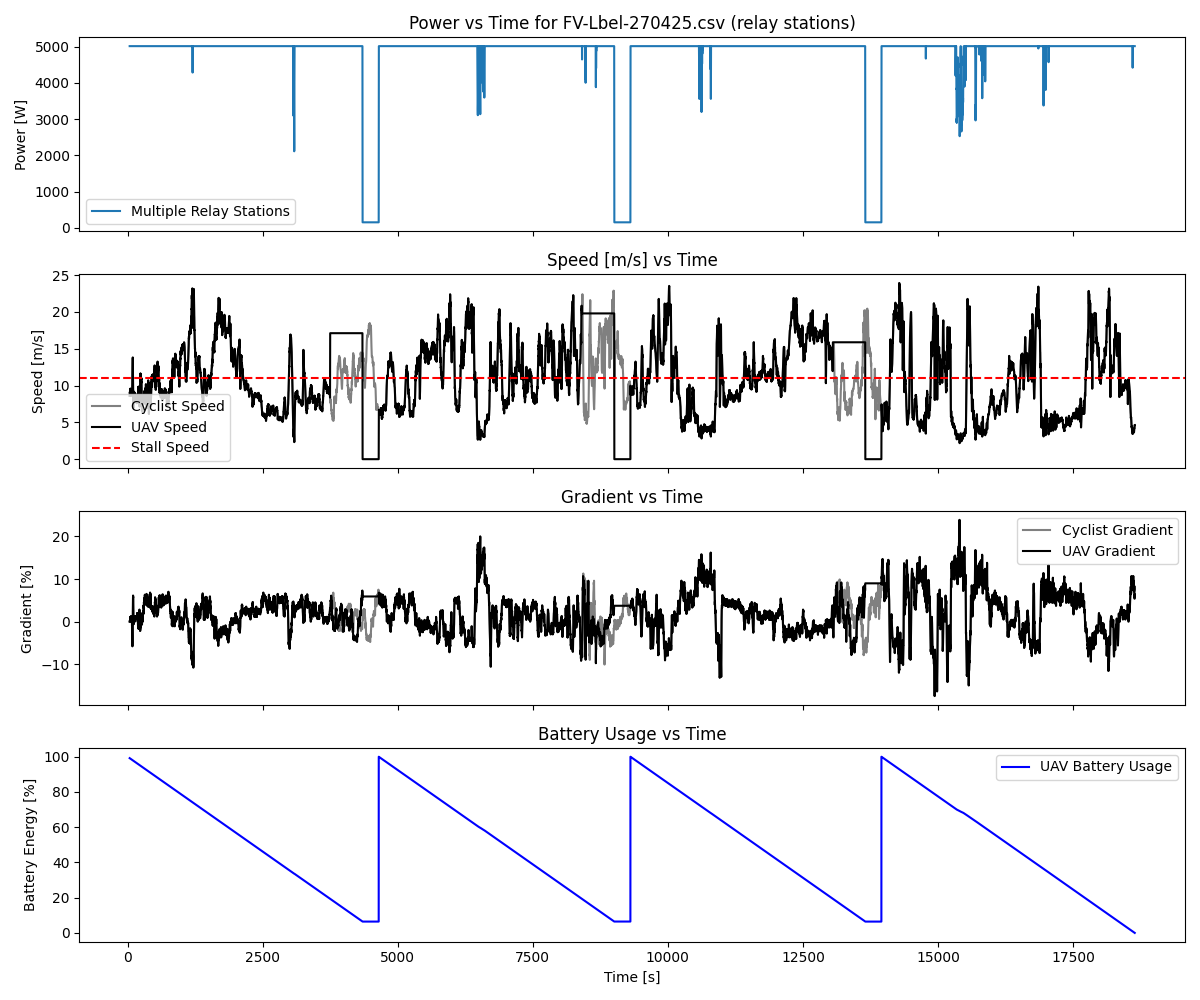 Power vs Time for FV-Lbel-270425.csv (relay stations)
5000
4000
3000
2000
1000
0
Power [W]
Multiple Relay Stations
Speed [m/s] vs Time
25
20
15
10
5
0
Speed [m/s]
Cyclist Speed
UAV Speed
Stall Speed
Gradient vs Time
20
10
0
−10
Gradient [%]
Cyclist Gradient
UAV Gradient
Battery Usage vs Time
100
80
60
40
20
0
Battery Energy [%]
UAV Battery Usage
0 2500 5000 7500 10000 12500 15000 17500
Time [s]